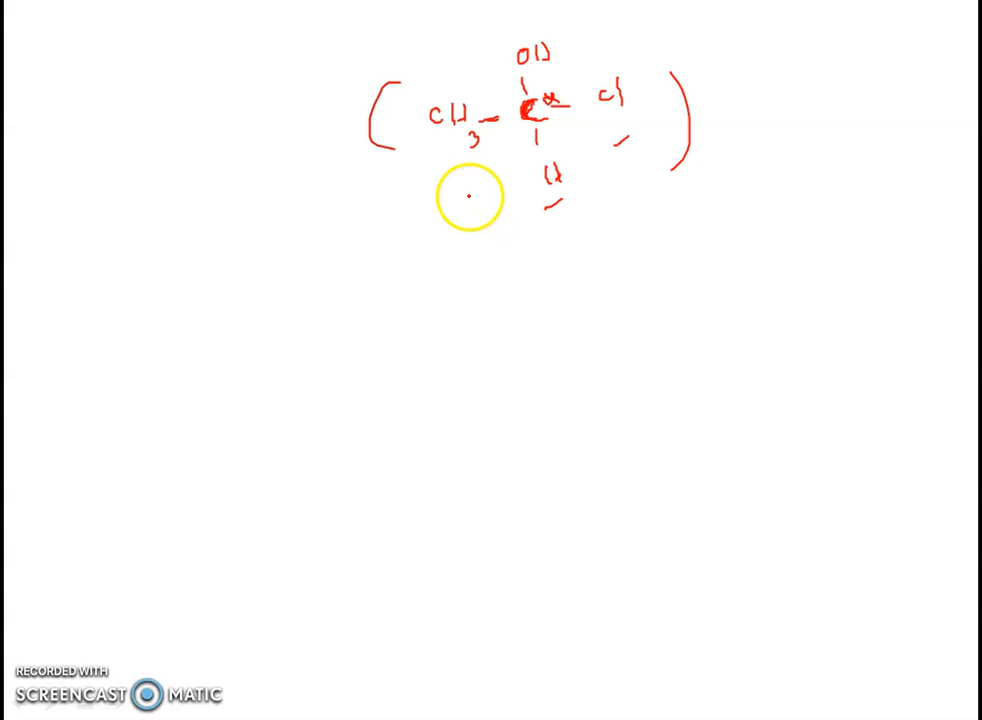 OH
( CH3 - C* - Cl )
H
RECORDED WITH
SCREENCAST MATIC